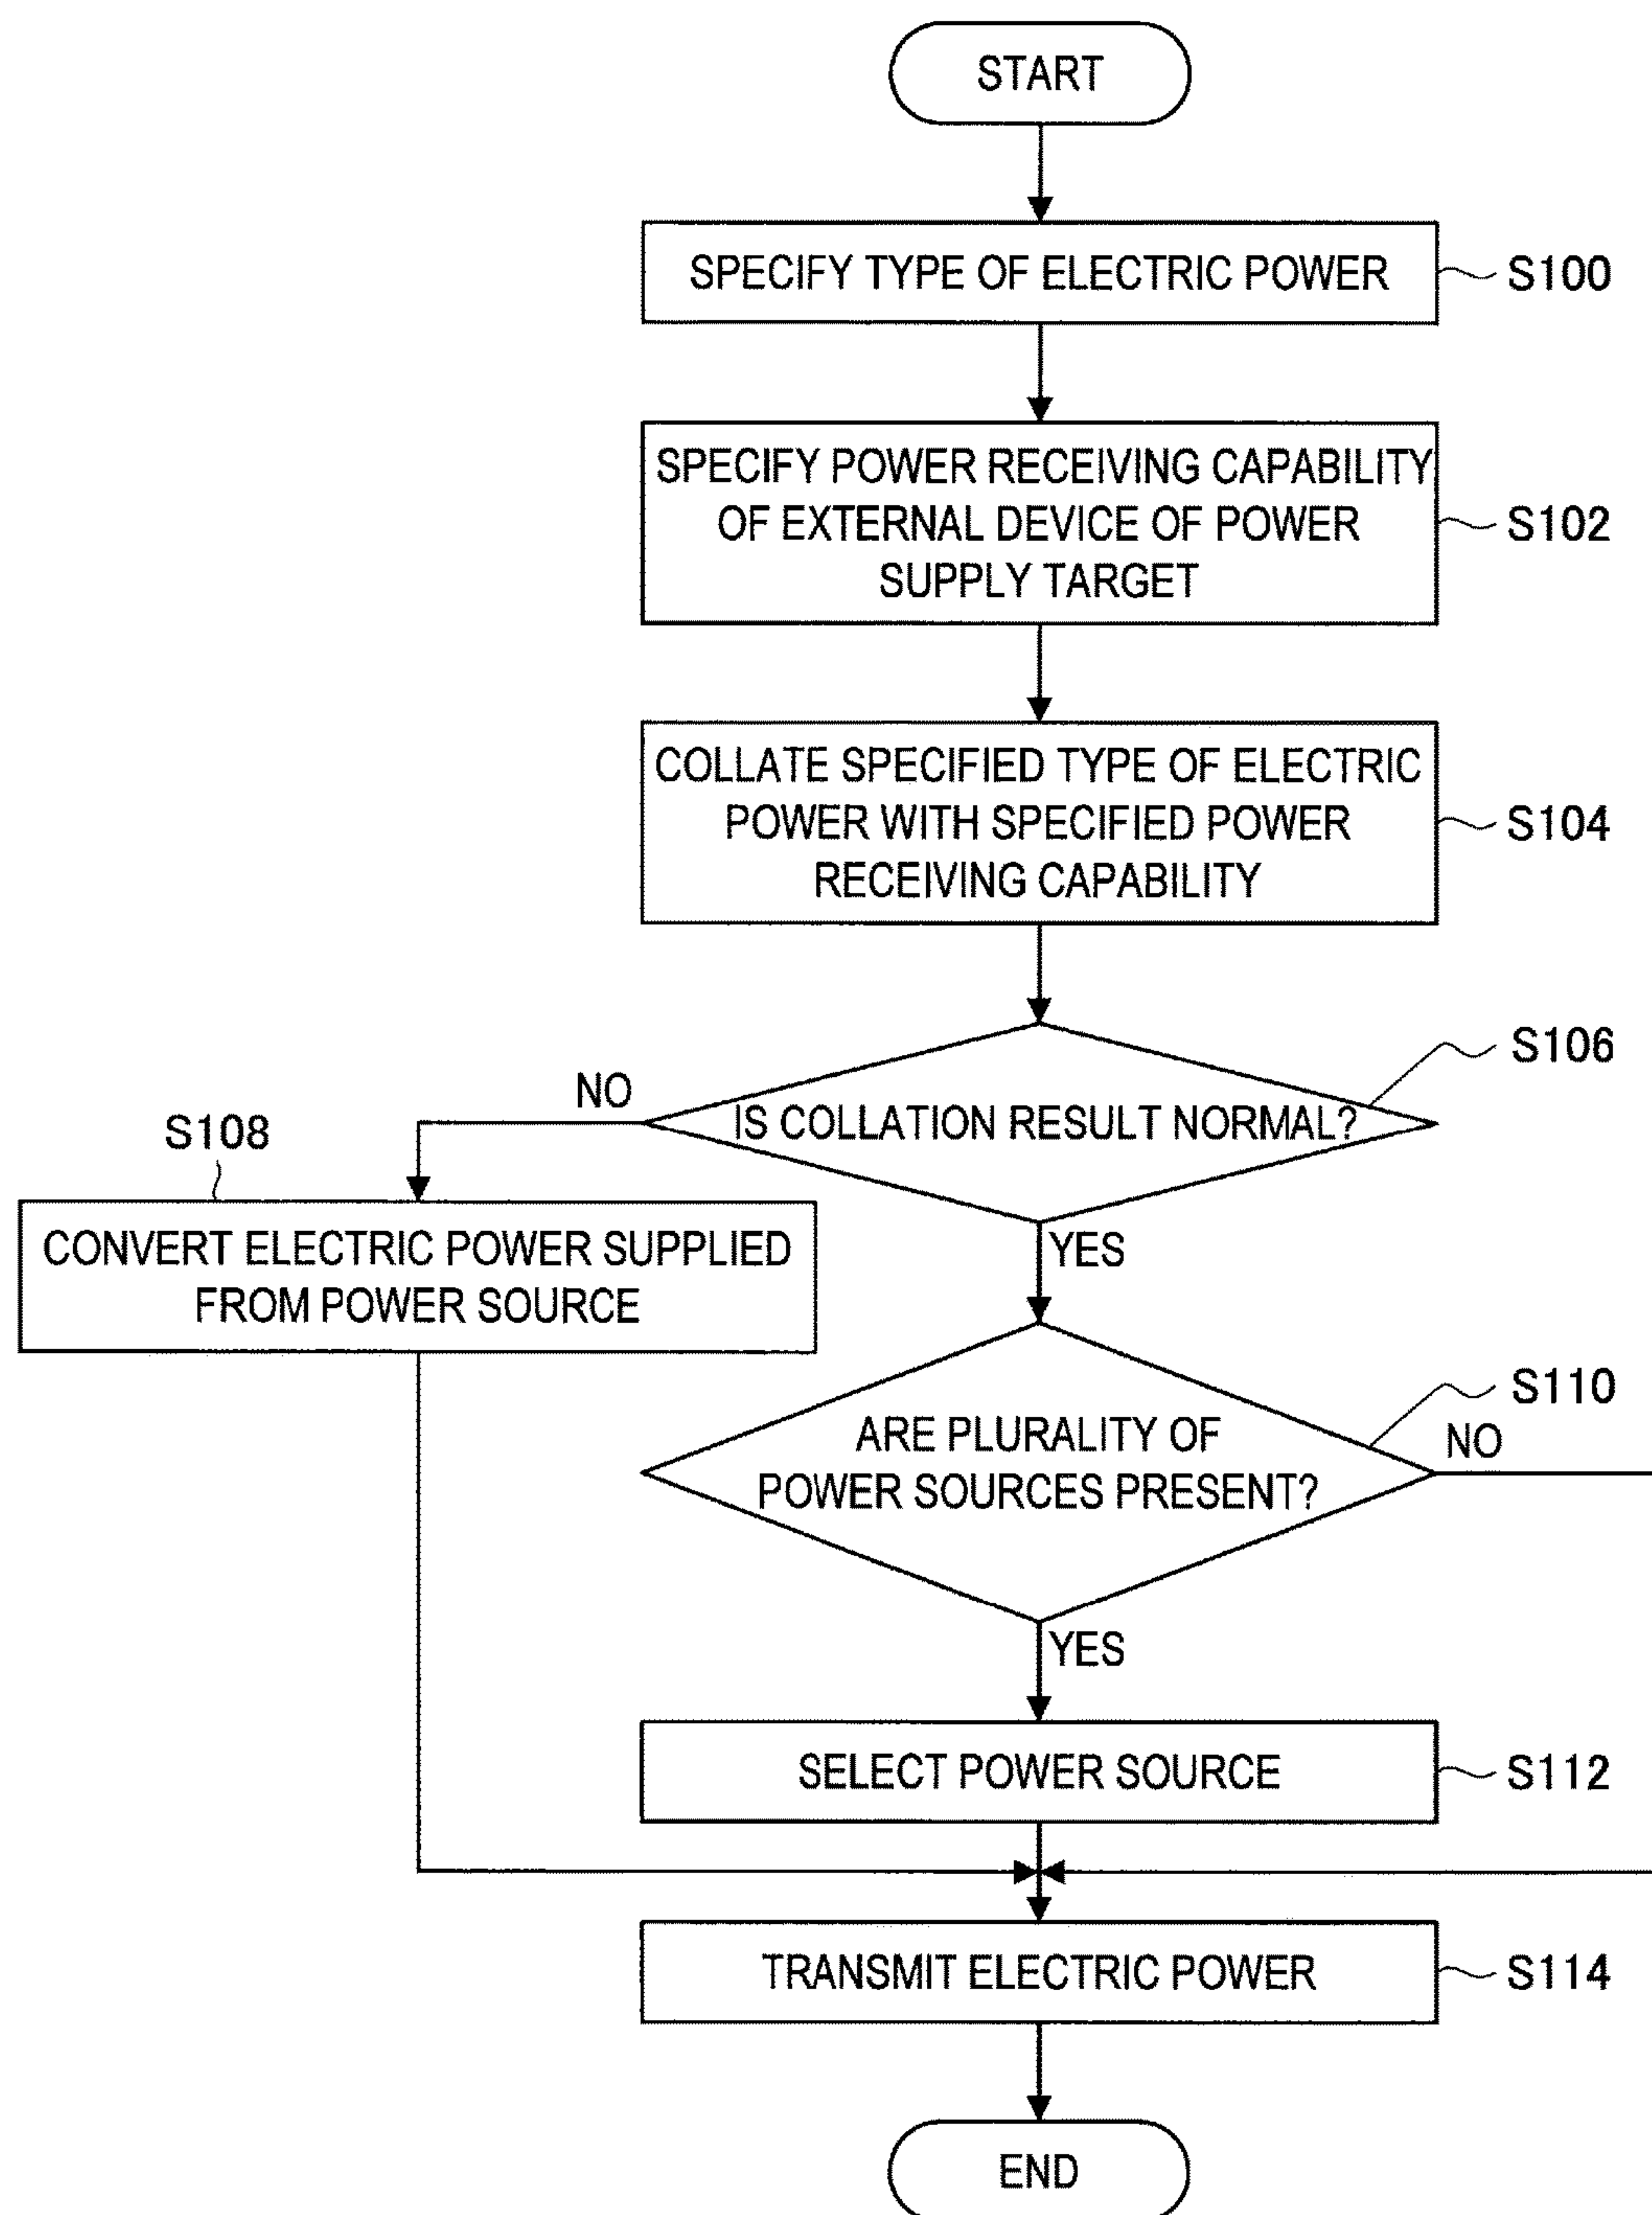 START
SPECIFY TYPE OF ELECTRIC POWER
S100
SPECIFY POWER RECEIVING CAPABILITY
OF EXTERNAL DEVICE OF POWER
SUPPLY TARGET
S102
COLLATE SPECIFIED TYPE OF ELECTRIC
POWER WITH SPECIFIED POWER
RECEIVING CAPABILITY
S104
S106
IS COLLATION RESULT NORMAL?
NO
YES
S108
CONVERT ELECTRIC POWER SUPPLIED
FROM POWER SOURCE
S110
ARE PLURALITY OF
POWER SOURCES PRESENT?
NO
YES
SELECT POWER SOURCE
S112
TRANSMIT ELECTRIC POWER
S114
END